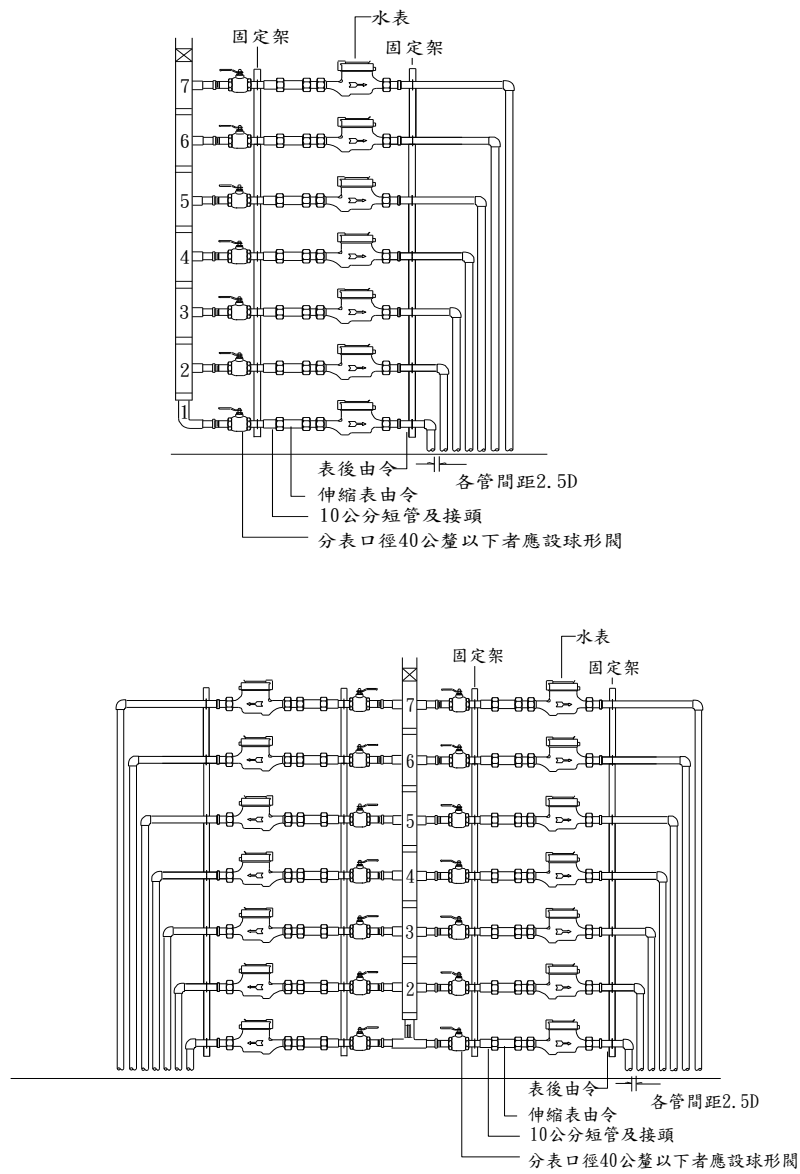 水表
固定架
固定架
7
6
5
4
3
2
1
表後由令
各管間距2.5D
伸縮表由令
10公分短管及接頭
分表口徑40公釐以下者應設球形閥
水表
固定架
固定架
7
6
5
4
3
2
表後由令
各管間距2.5D
伸縮表由令
10公分短管及接頭
分表口徑40公釐以下者應設球形閥